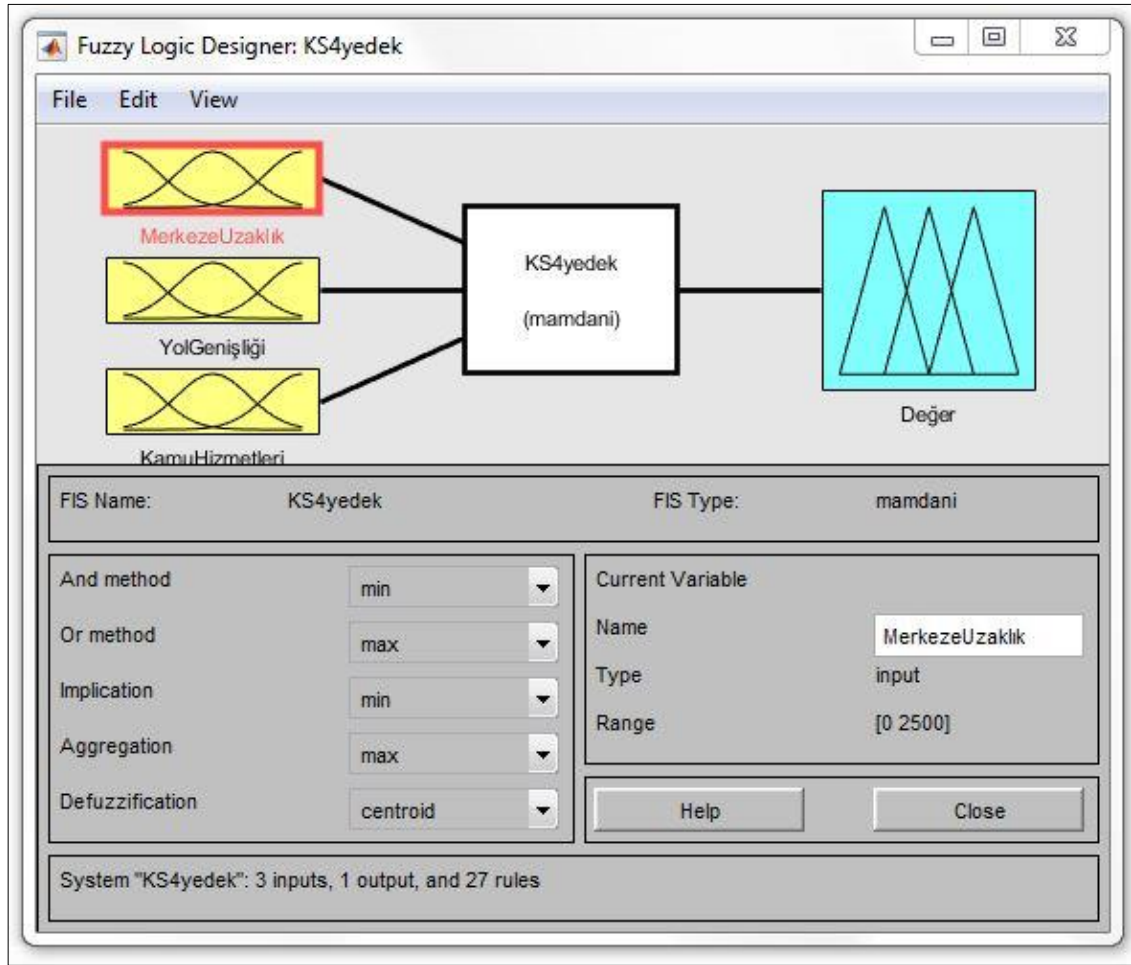 Fuzzy Logic Designer: KS4yedek
File Edit View
MerkezeUzaklık
YolGenişliği
KamuHizmetleri
KS4yedek
(mamdani)
Değer
FIS Name: KS4yedek FIS Type: mamdani
And method min
Or method max
Implication min
Aggregation max
Defuzzification centroid
Current Variable
Name MerkezeUzaklık
Type input
Range [0 2500]
Help Close
System "KS4yedek": 3 inputs, 1 output, and 27 rules